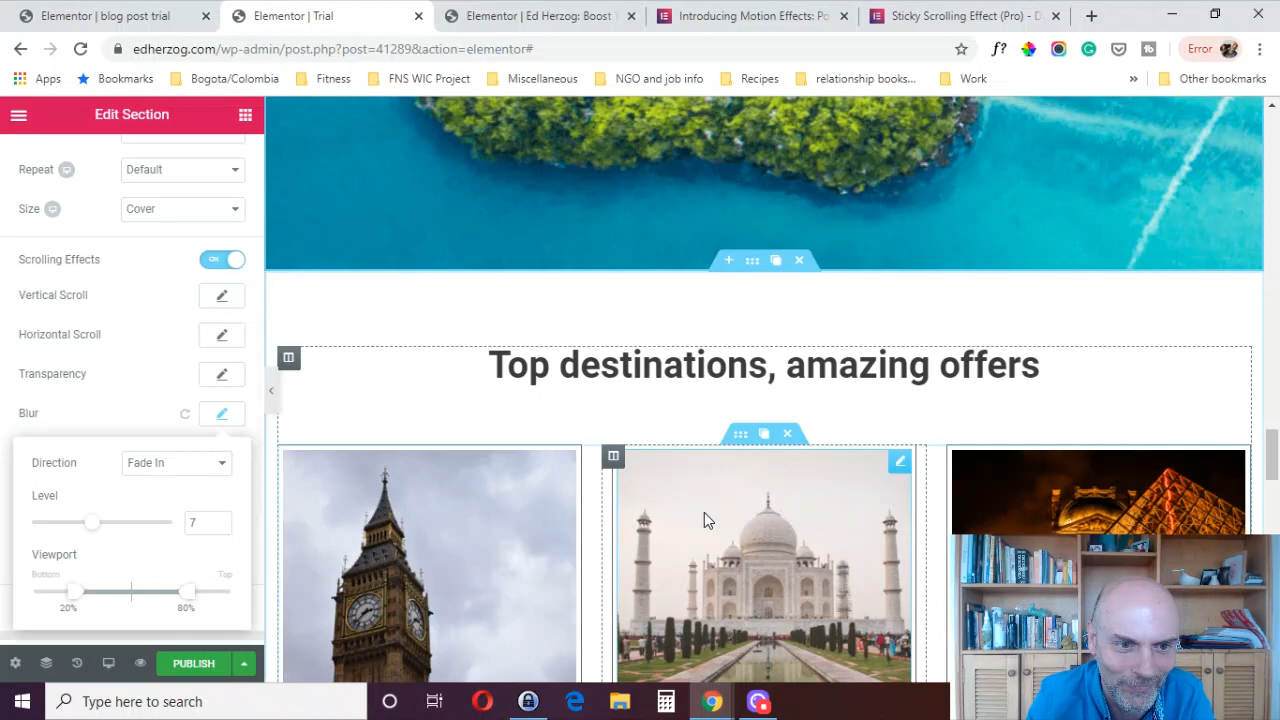 Elementor | blog post trial
Elementor | Trial
Elementor | Ed Herzog: Boost
Introducing Motion Effects: Po
Sticky Scrolling Effect (Pro) - D
edherzog.com/wp-admin/post.php?post=41289&action=elementor#
f?
Error
Apps
Bookmarks
Bogota/Colombia
Fitness
FNS WIC Project
Miscellaneous
NGO and job info
Recipes
relationship books...
Work
Other bookmarks
Edit Section
Repeat
Default
Size
Cover
Scrolling Effects
ON
Vertical Scroll
Horizontal Scroll
Transparency
Blur
Direction
Fade In
Level
7
Viewport
Bottom
Top
20%
80%
PUBLISH
Top destinations, amazing offers
Type here to search